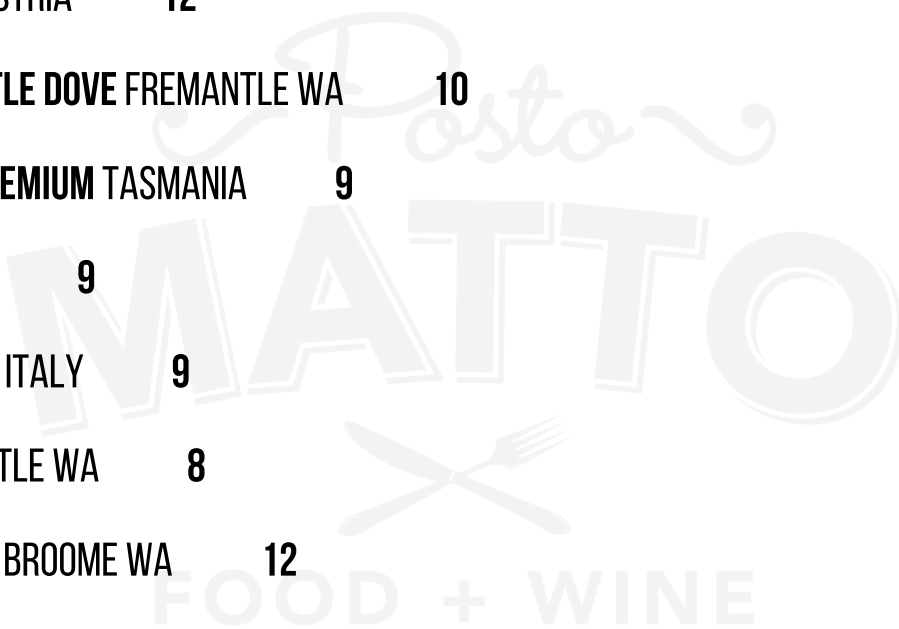 12
TLE DOVE FREMANTLE WA 10
EMIUM TASMANIA 9
9
ITALY 9
TLE WA 8
BROOME WA 12
Posto
MATTO
FOOD + WINE